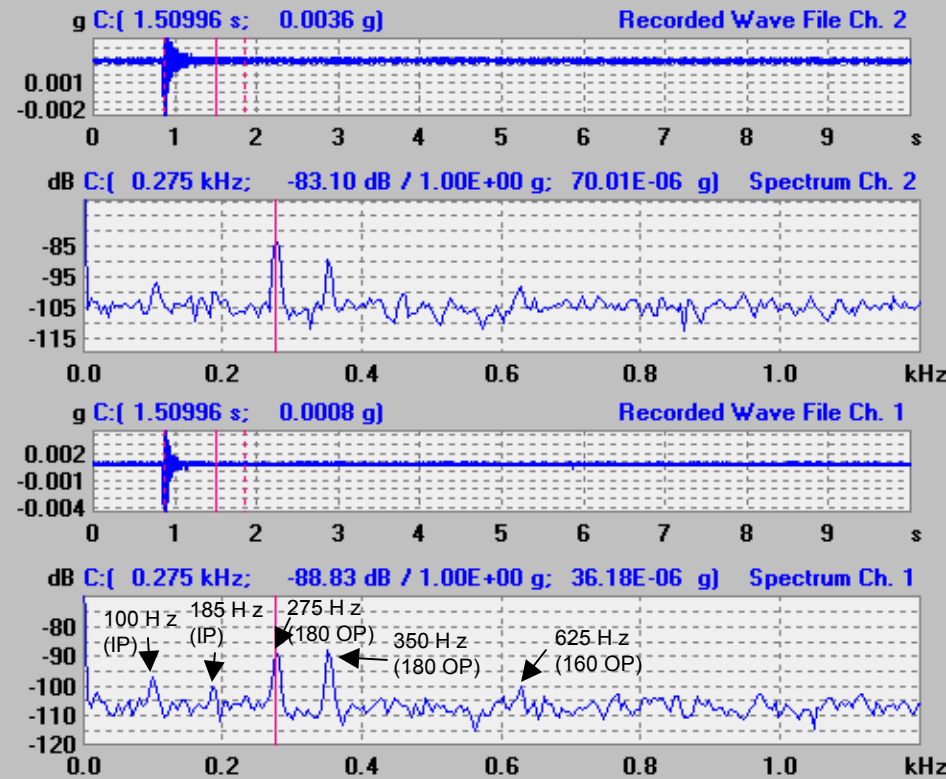 g C:( 1.50996 s; 0.0036 g) Recorded Wave File Ch. 2
0.001
-0.002
0 1 2 3 4 5 6 7 8 9 s
dB C:( 0.275 kHz; -83.10 dB / 1.00E+00 g; 70.01E-06 g) Spectrum Ch. 2
-85
-95
-105
-115
0.0 0.2 0.4 0.6 0.8 1.0 kHz
g C:( 1.50996 s; 0.0008 g) Recorded Wave File Ch. 1
0.002
-0.001
-0.004
0 1 2 3 4 5 6 7 8 9 s
dB C:( 0.275 kHz; -88.83 dB / 1.00E+00 g; 36.18E-06 g) Spectrum Ch. 1
-80
-90
-100
-110
-120
100 H z
(IP)
185 H z
(IP)
275 H z
(180 OP)
350 H z
(180 OP)
625 H z
(160 OP)
0.0 0.2 0.4 0.6 0.8 1.0 kHz